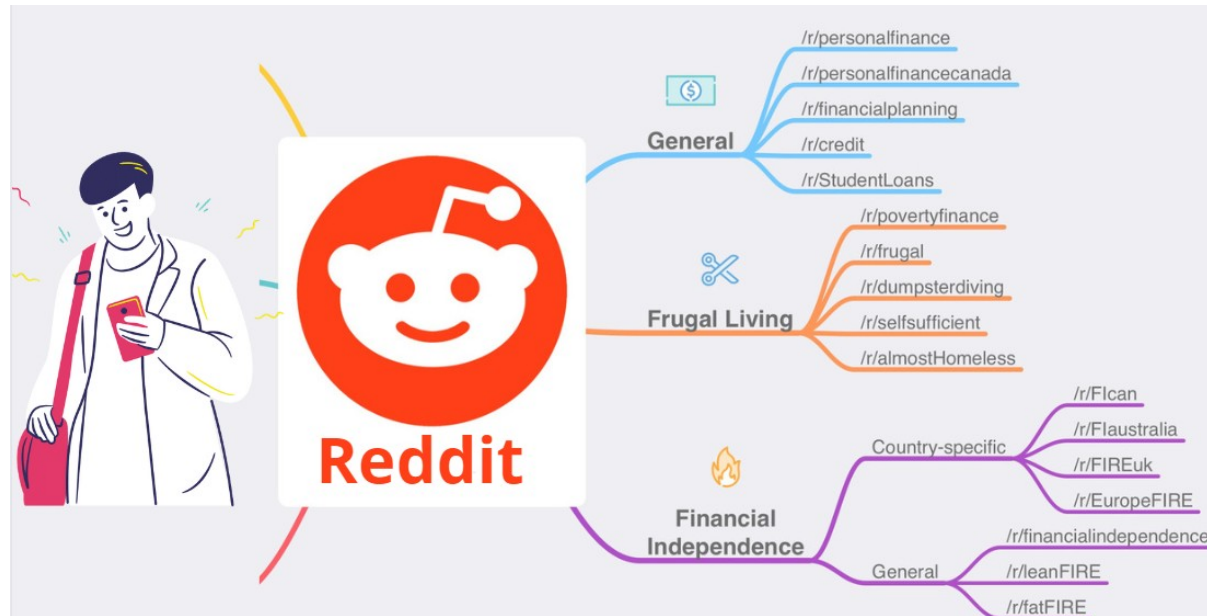 /r/personalfinance
/r/personalfinancecanada
/r/financialplanning
General
/r/credit
/r/StudentLoans
/r/povertyfinance
/r/frugal
/r/dumpsterdiving
Frugal Living
/r/selfsufficient
/r/almostHomeless
Reddit
/r/FIcan
/r/FIaustralia
Country-specific
/r/FIREuk
/r/EuropeFIRE
Financial
Independence
/r/financialindependence
General
/r/leanFIRE
/r/fatFIRE